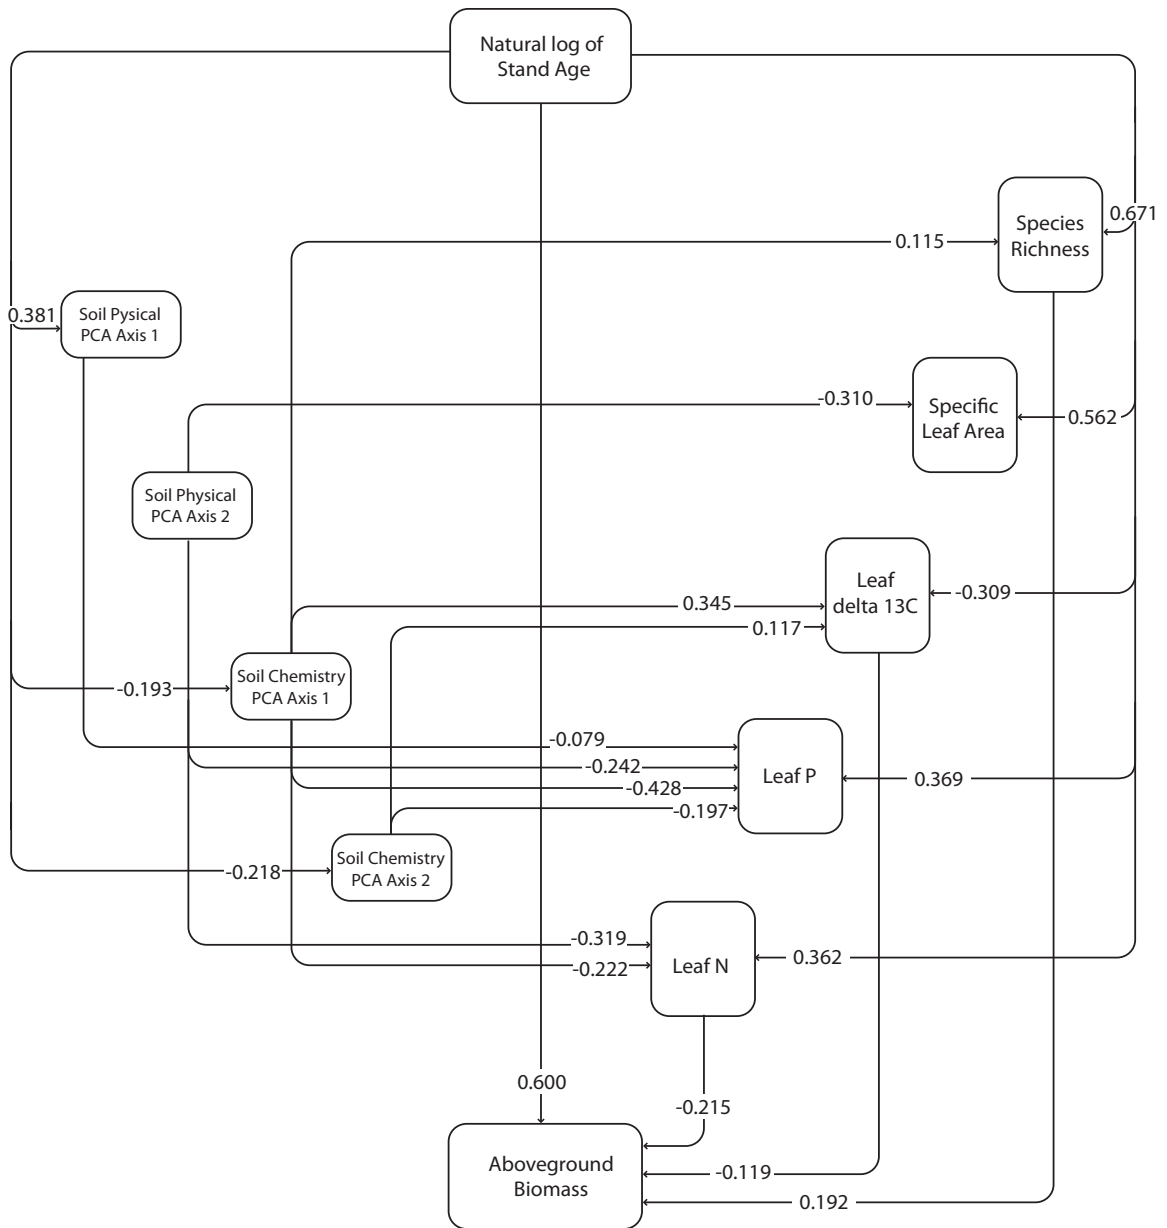 Natural log of
Stand Age
0.671
Species
Richness
0.115
0.381
Soil Pysical
PCA Axis 1
-0.310
Specific
Leaf Area
0.562
Soil Physical
PCA Axis 2
Leaf
delta 13C
-0.309
0.345
0.117
Soil Chemistry
PCA Axis 1
-0.193
-0.079
-0.242
-0.428
-0.197
Leaf P
0.369
Soil Chemistry
PCA Axis 2
-0.218
-0.319
-0.222
Leaf N
0.362
0.600
-0.215
Aboveground
Biomass
-0.119
0.192